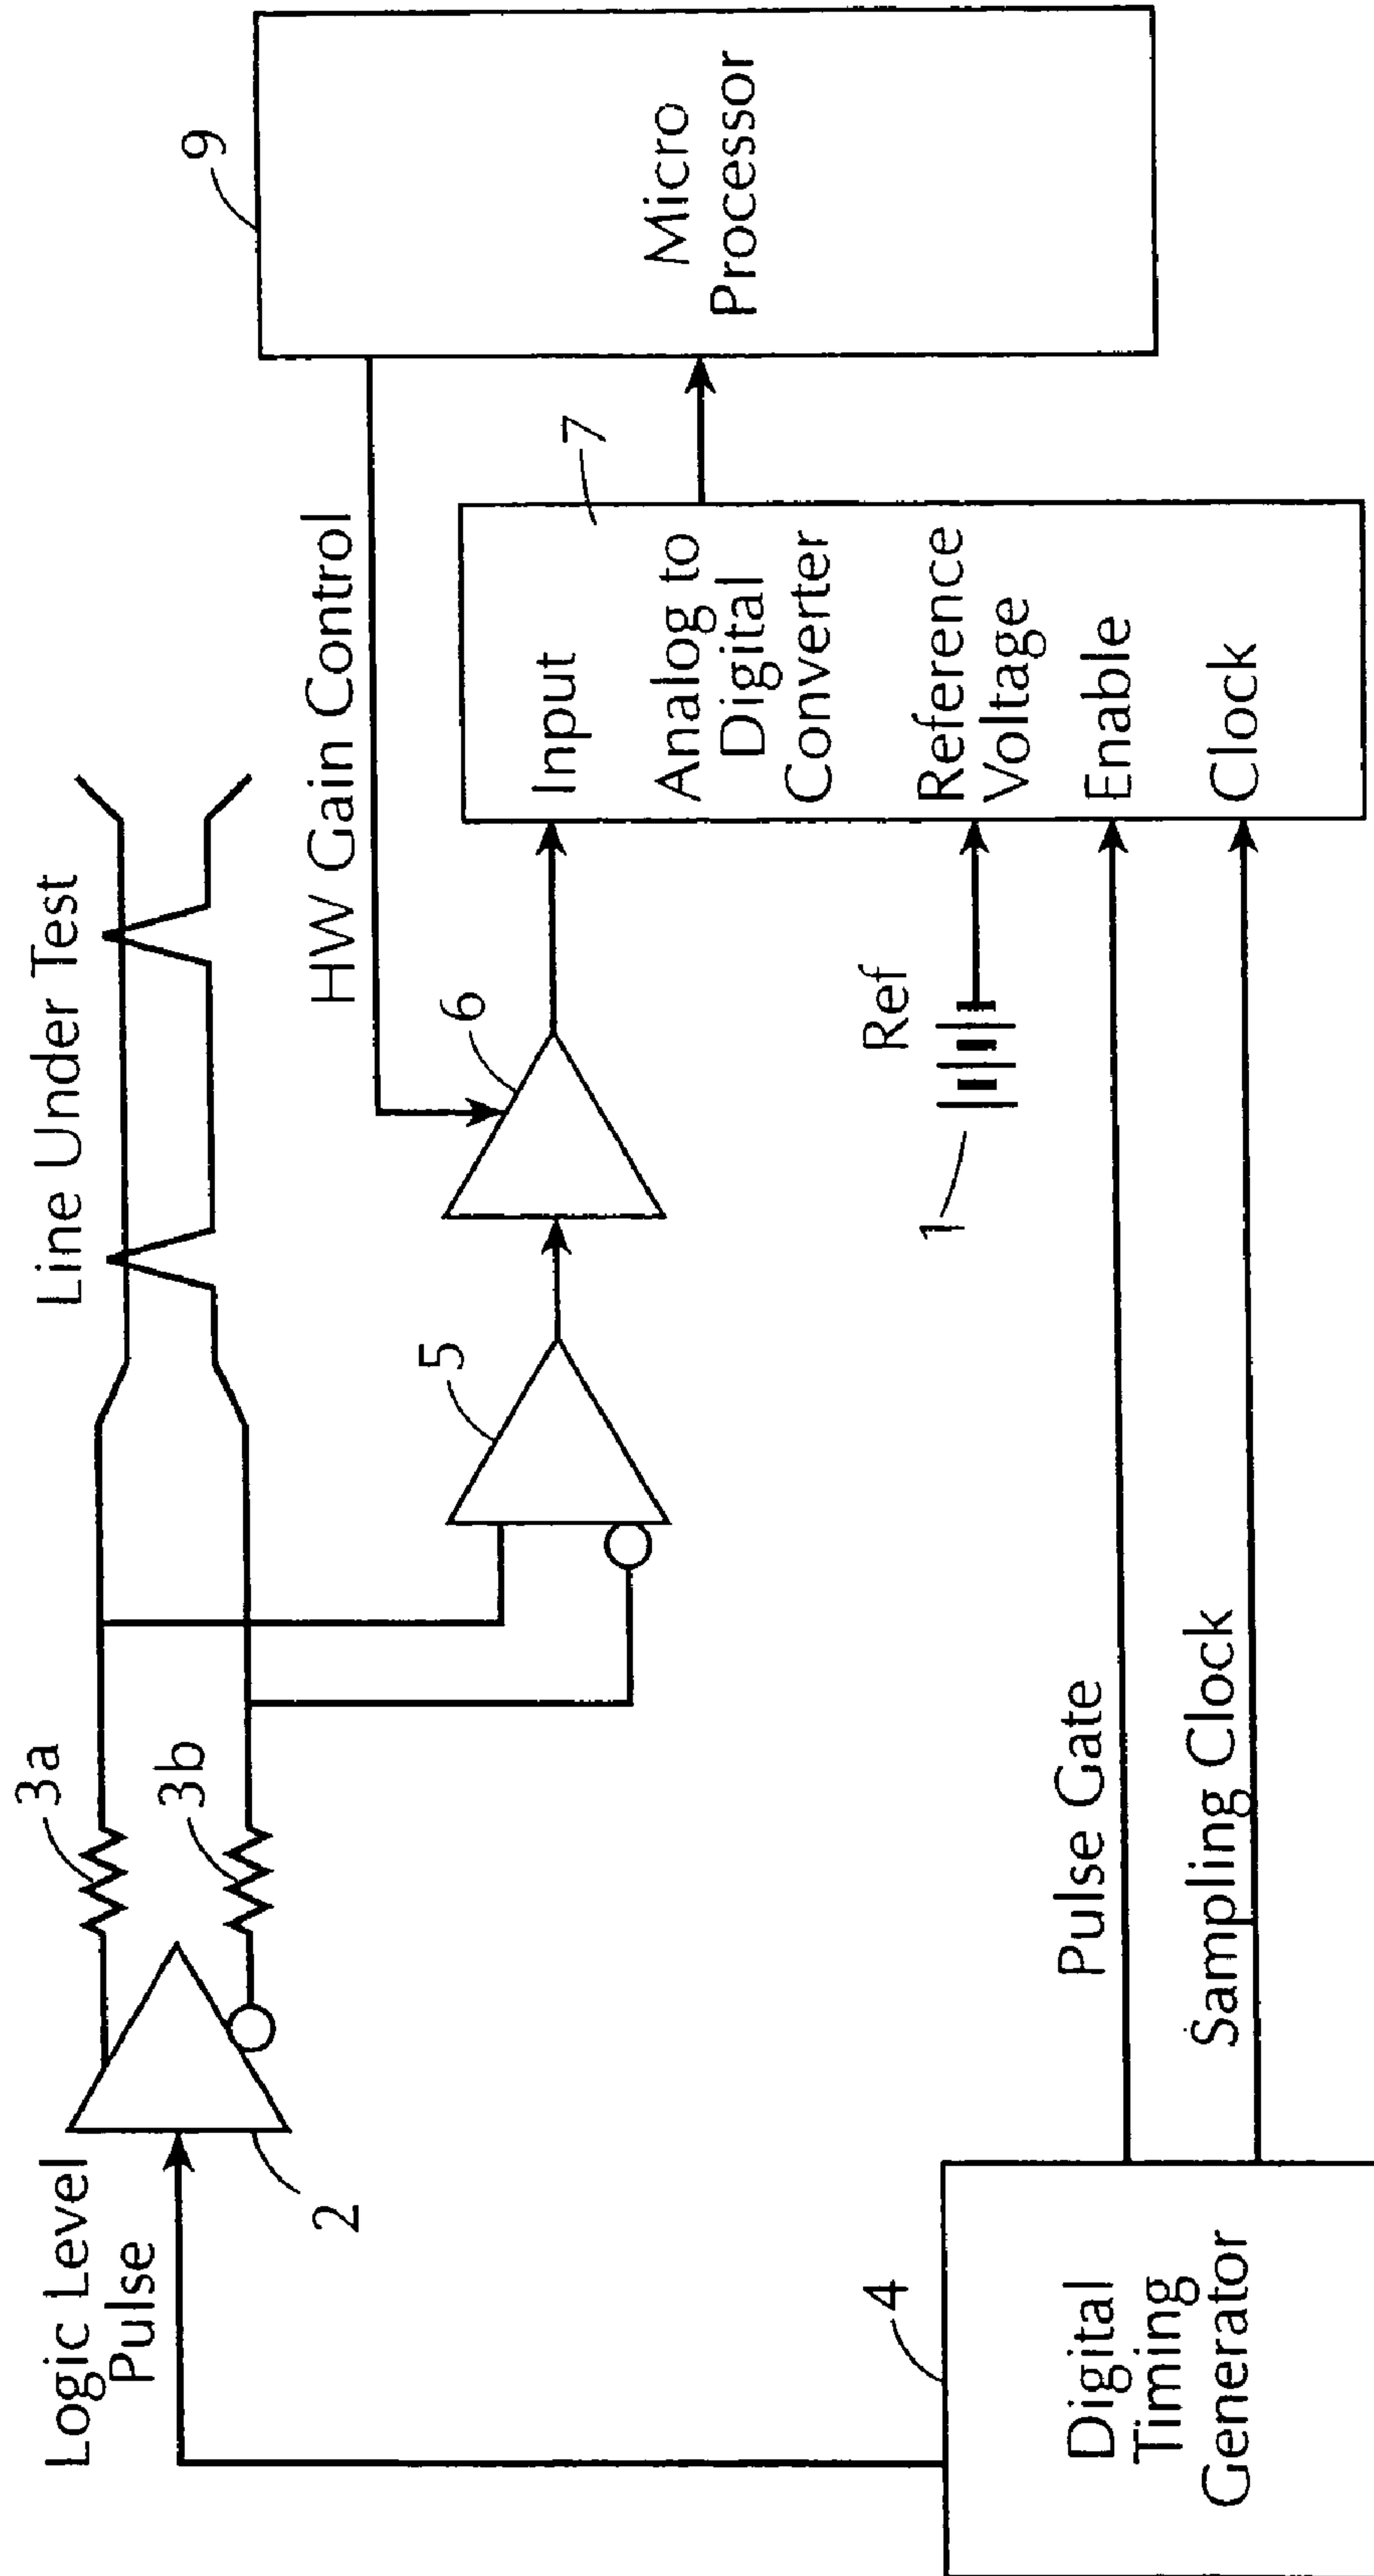 Line Under Test
Logic Level
Pulse
3a
3b
2
HW Gain Control
9
5
6
7
Micro
Processor
Input
Analog to
Digital
Converter
Reference
Voltage
Enable
Clock
Ref
1
4
Digital
Timing
Generator
Pulse Gate
Sampling Clock